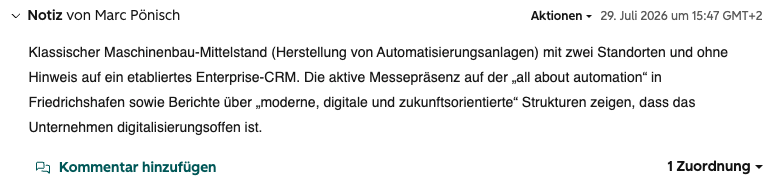 Notiz von Marc Pönisch
Aktionen 29. Juli 2026 um 15:47 GMT+2
Klassischer Maschinenbau-Mittelstand (Herstellung von Automatisierungsanlagen) mit zwei Standorten und ohne
Hinweis auf ein etabliertes Enterprise-CRM. Die aktive Messepräsenz auf der „all about automation“ in
Friedrichshafen sowie Berichte über „moderne, digitale und zukunftsorientierte“ Strukturen zeigen, dass das
Unternehmen digitalisierungsoffen ist.
Kommentar hinzufügen
1 Zuordnung